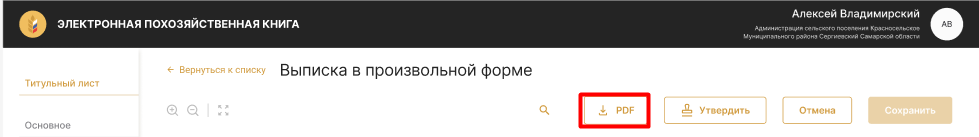 ЭЛЕКТРОННАЯ ПОХОЗЯЙСТВЕННАЯ КНИГА
Алексей Владимирский
Администрация сельского поселения Красносельское
Муниципального района Сергиевский Самарской области
АВ
Титульный лист
← Вернуться к списку Выписка в произвольной форме
PDF Утвердить Отмена Сохранить
Основное